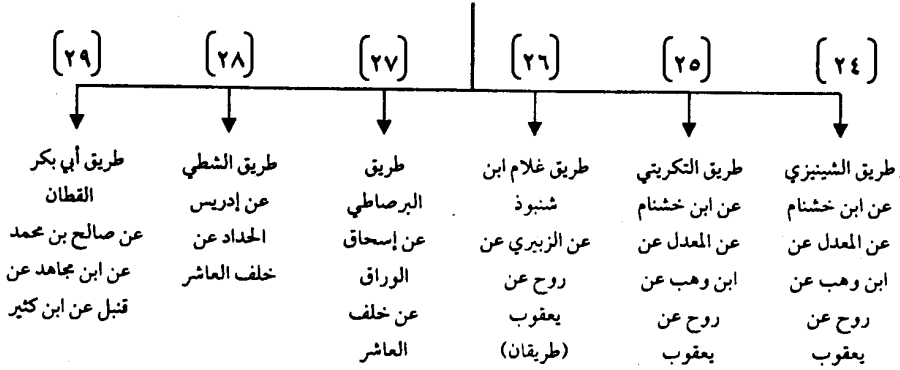 [٢٤]
طريق الشينيزي
عن ابن خشنام
عن المعدل عن
ابن وهب عن
روح عن
يعقوب
[٢٥]
طريق التكريتي
عن ابن خشنام
عن المعدل عن
ابن وهب عن
روح عن
يعقوب
[٢٦]
طريق غلام ابن
شنبوذ
عن الزبيري عن
روح عن
يعقوب
(طريقان)
[٢٧]
طريق
البرصاطي
عن إسحاق
الوراق
عن خلف
العاشر
[٢٨]
طريق الشطي
عن إدريس
الحداد عن
خلف العاشر
[٢٩]
طريق أبي بكر
القطان
عن صالح بن محمد
عن ابن مجاهد عن
قنبل عن ابن كثير